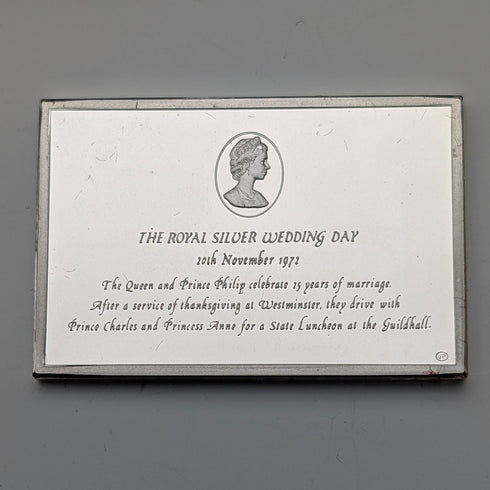 THE ROYAL SILVER WEDDING DAY
20th November 1972
The Queen and Prince Philip celebrate 25 years of marriage.
After a service of thanksgiving at Westminster, they drive with
Prince Charles and Princess Anne for a State Luncheon at the Guildhall.
JP